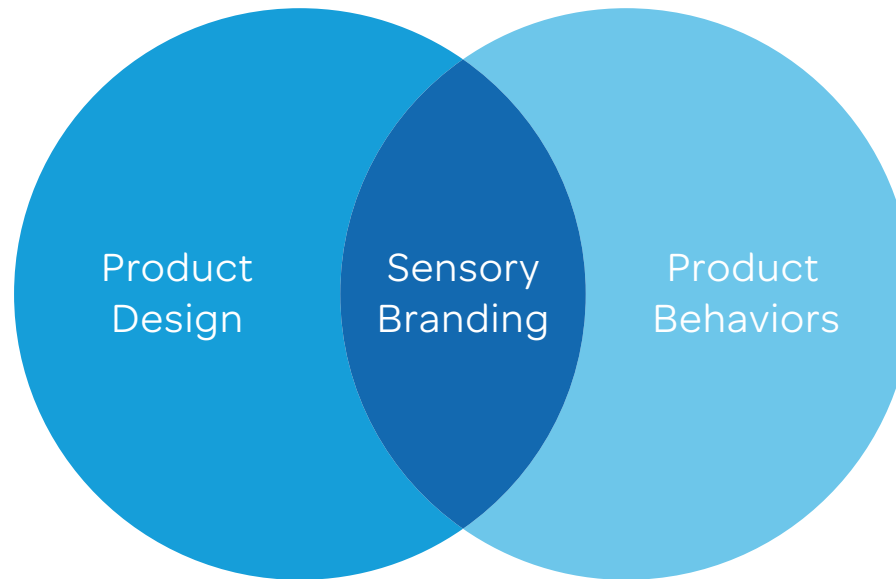 Product
Design
Sensory
Branding
Product
Behaviors